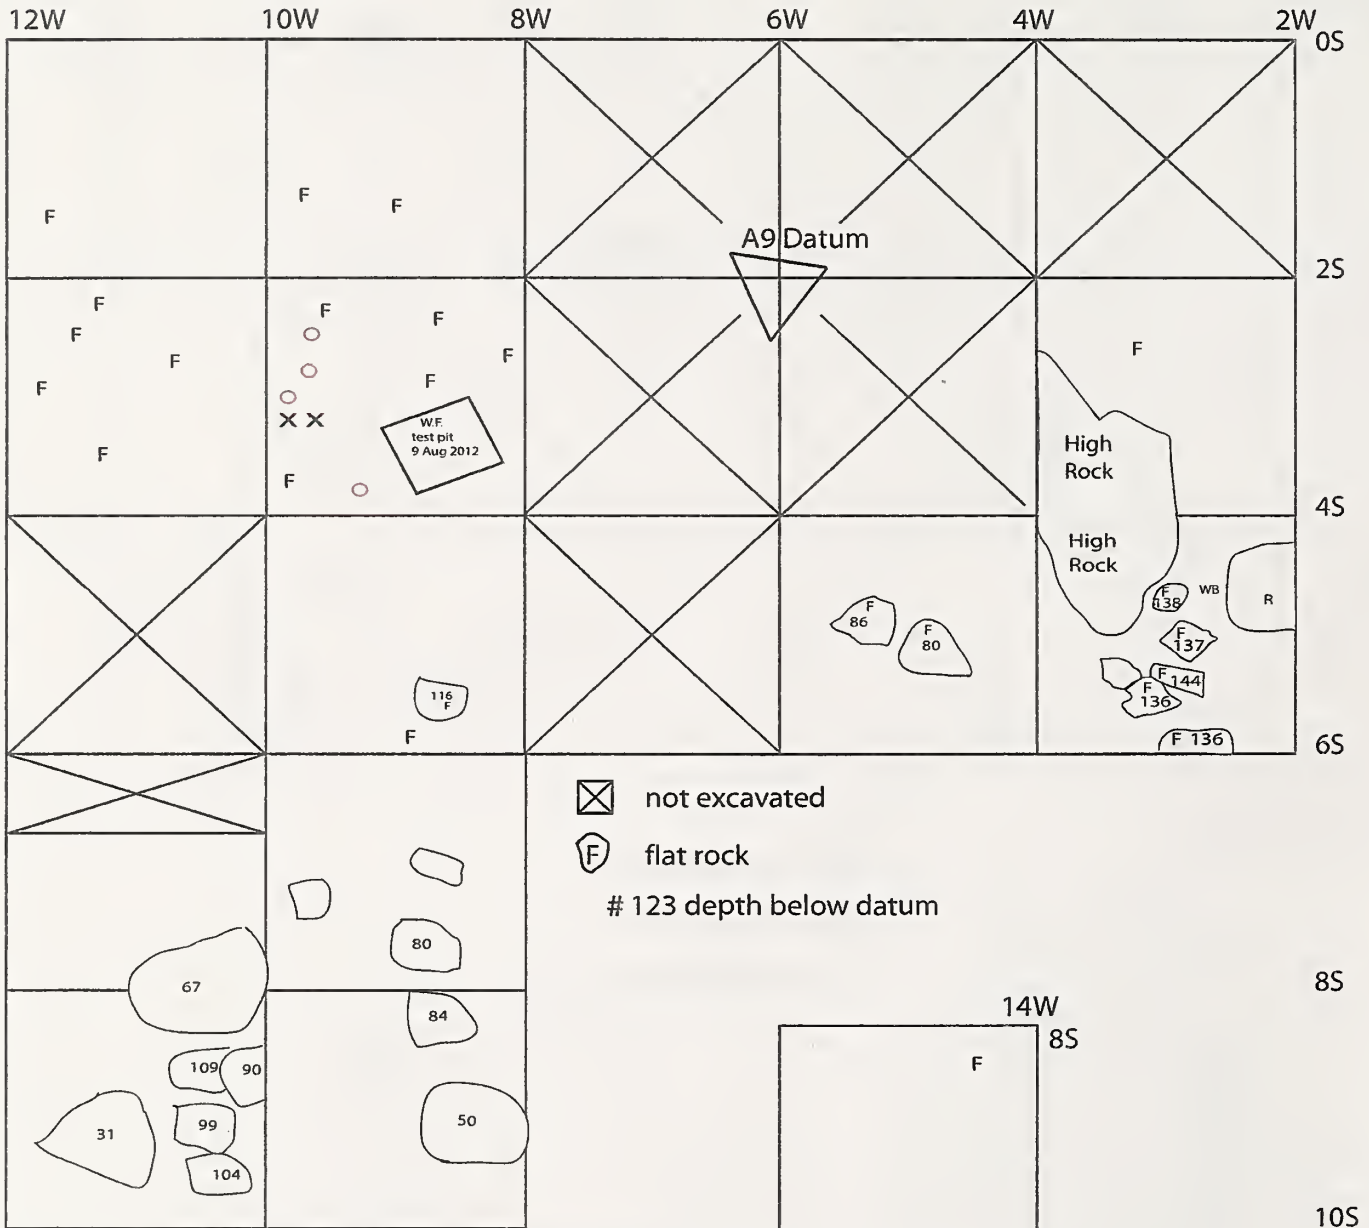 12W 10W 8W 6W 4W 2W
0S
F F F
A9 Datum
2S
F F F F
F F F F F
F
W.F.
test pit
9 Aug 2012
F F
X X
High
Rock
4S
High
Rock
F
138
WB
R
F
86
F
80
F
137
F 144
F
136
116
F
F
F 136
6S
not excavated
F flat rock
# 123 depth below datum
80
67
8S
14W
8S
84
F
109 90
50
99
31
104
10S